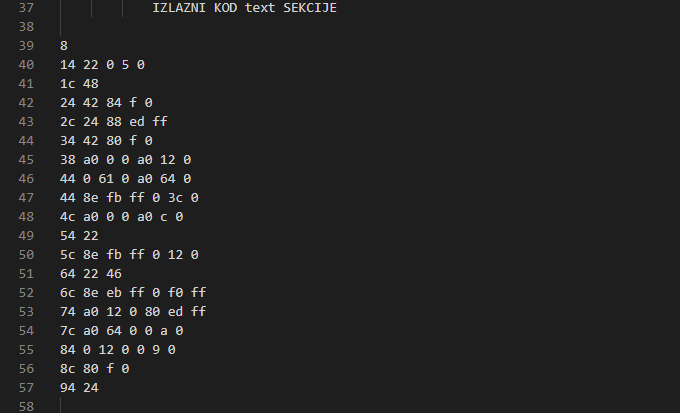 37 IZLAZNI KOD text SEKCIJE
38
39 8
40 14 22 0 5 0
41 1c 48
42 24 42 84 f 0
43 2c 24 88 ed ff
44 34 42 80 f 0
45 38 a0 0 0 a0 12 0
46 44 0 61 0 a0 64 0
47 44 8e fb ff 0 3c 0
48 4c a0 0 0 a0 c 0
49 54 22
50 5c 8e fb ff 0 12 0
51 64 22 46
52 6c 8e eb ff 0 f0 ff
53 74 a0 12 0 80 ed ff
54 7c a0 64 0 0 a 0
55 84 0 12 0 0 9 0
56 8c 80 f 0
57 94 24
58